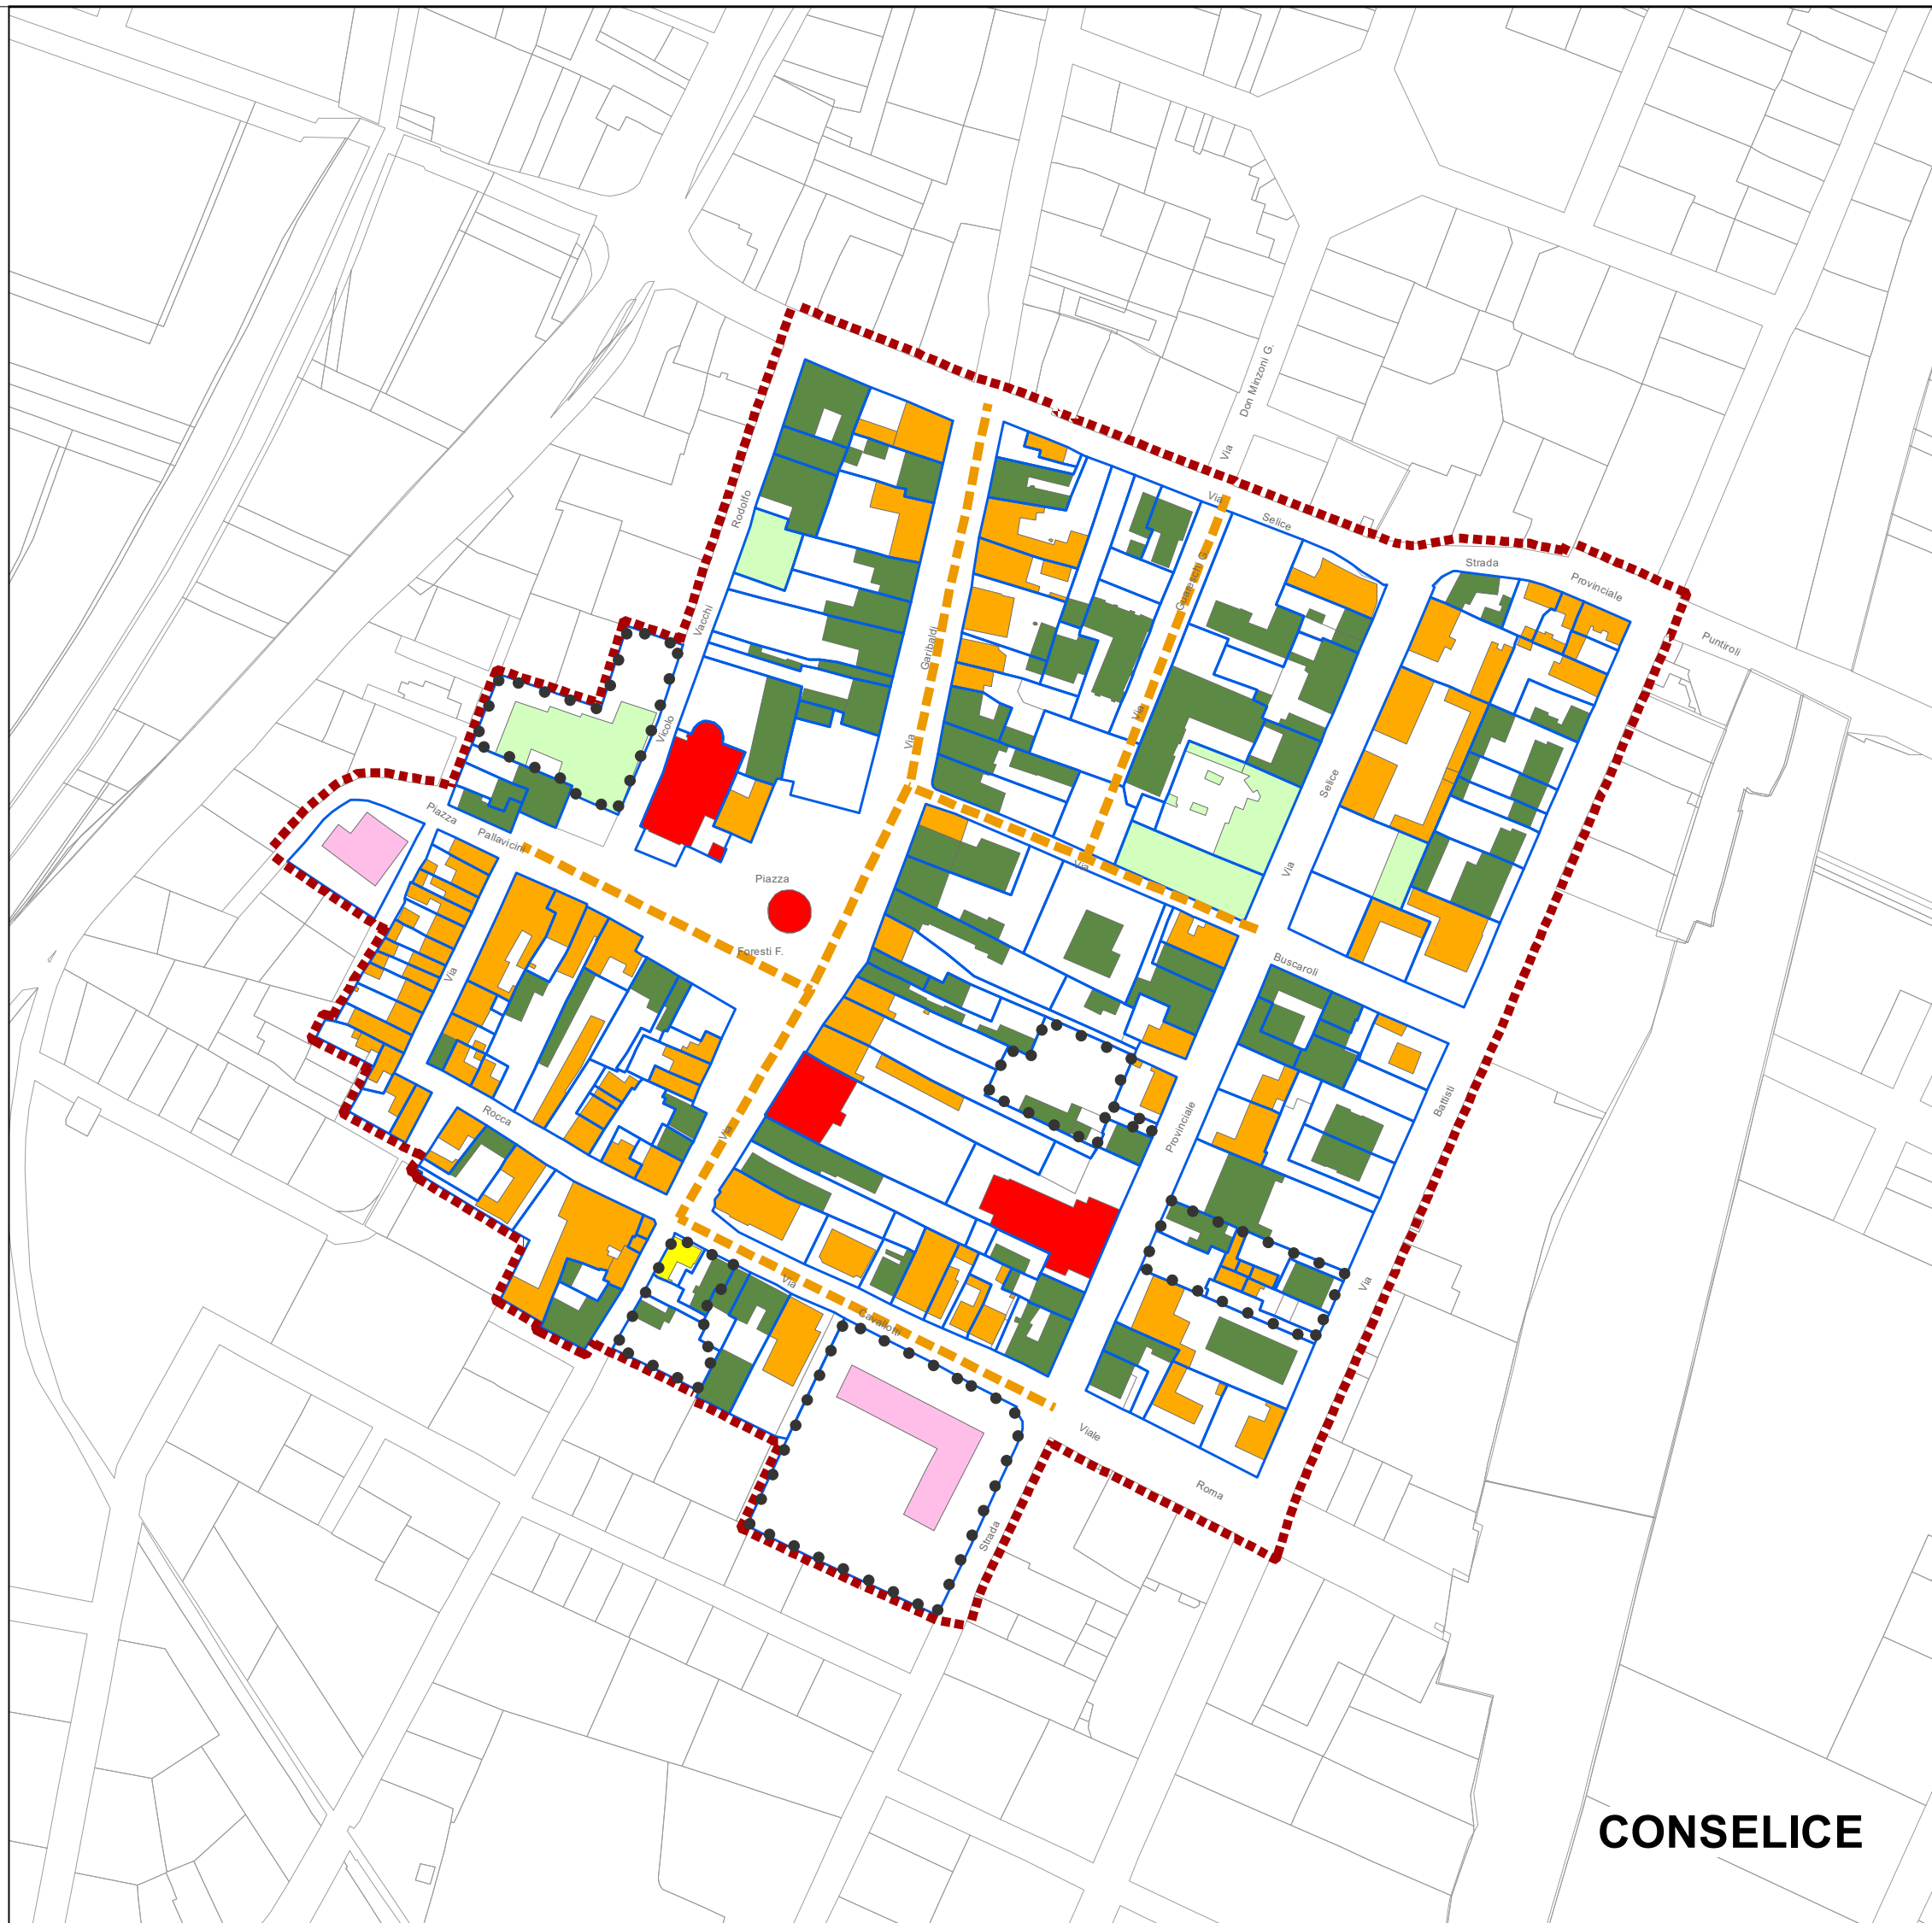 Don Minzoni G.
Via
Via
Selice
Rodolfo
Strada
Provinciale
Guareschi G.
Puntiroli
Vacchi
Garibaldi
Via
Vicolo
Via
Selice
Piazza
Pallavicini
Via
Via
Piazza
Foresti F.
Via
Buscaroli
Rocca
Via
Provinciale
Battisti
Via
Via
Cavallotti
Viale
Roma
Strada
CONSELICE